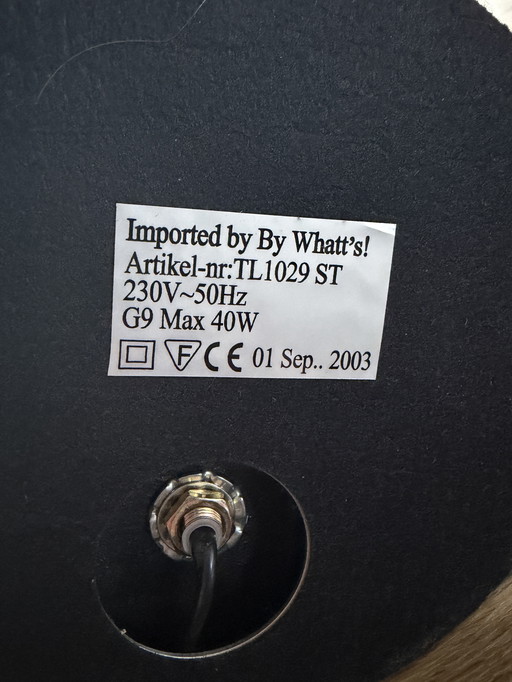 Imported by By Whatt's!
Artikel-nr:TL1029 ST
230V~50Hz
G9 Max 40W
F CE 01 Sep.. 2003